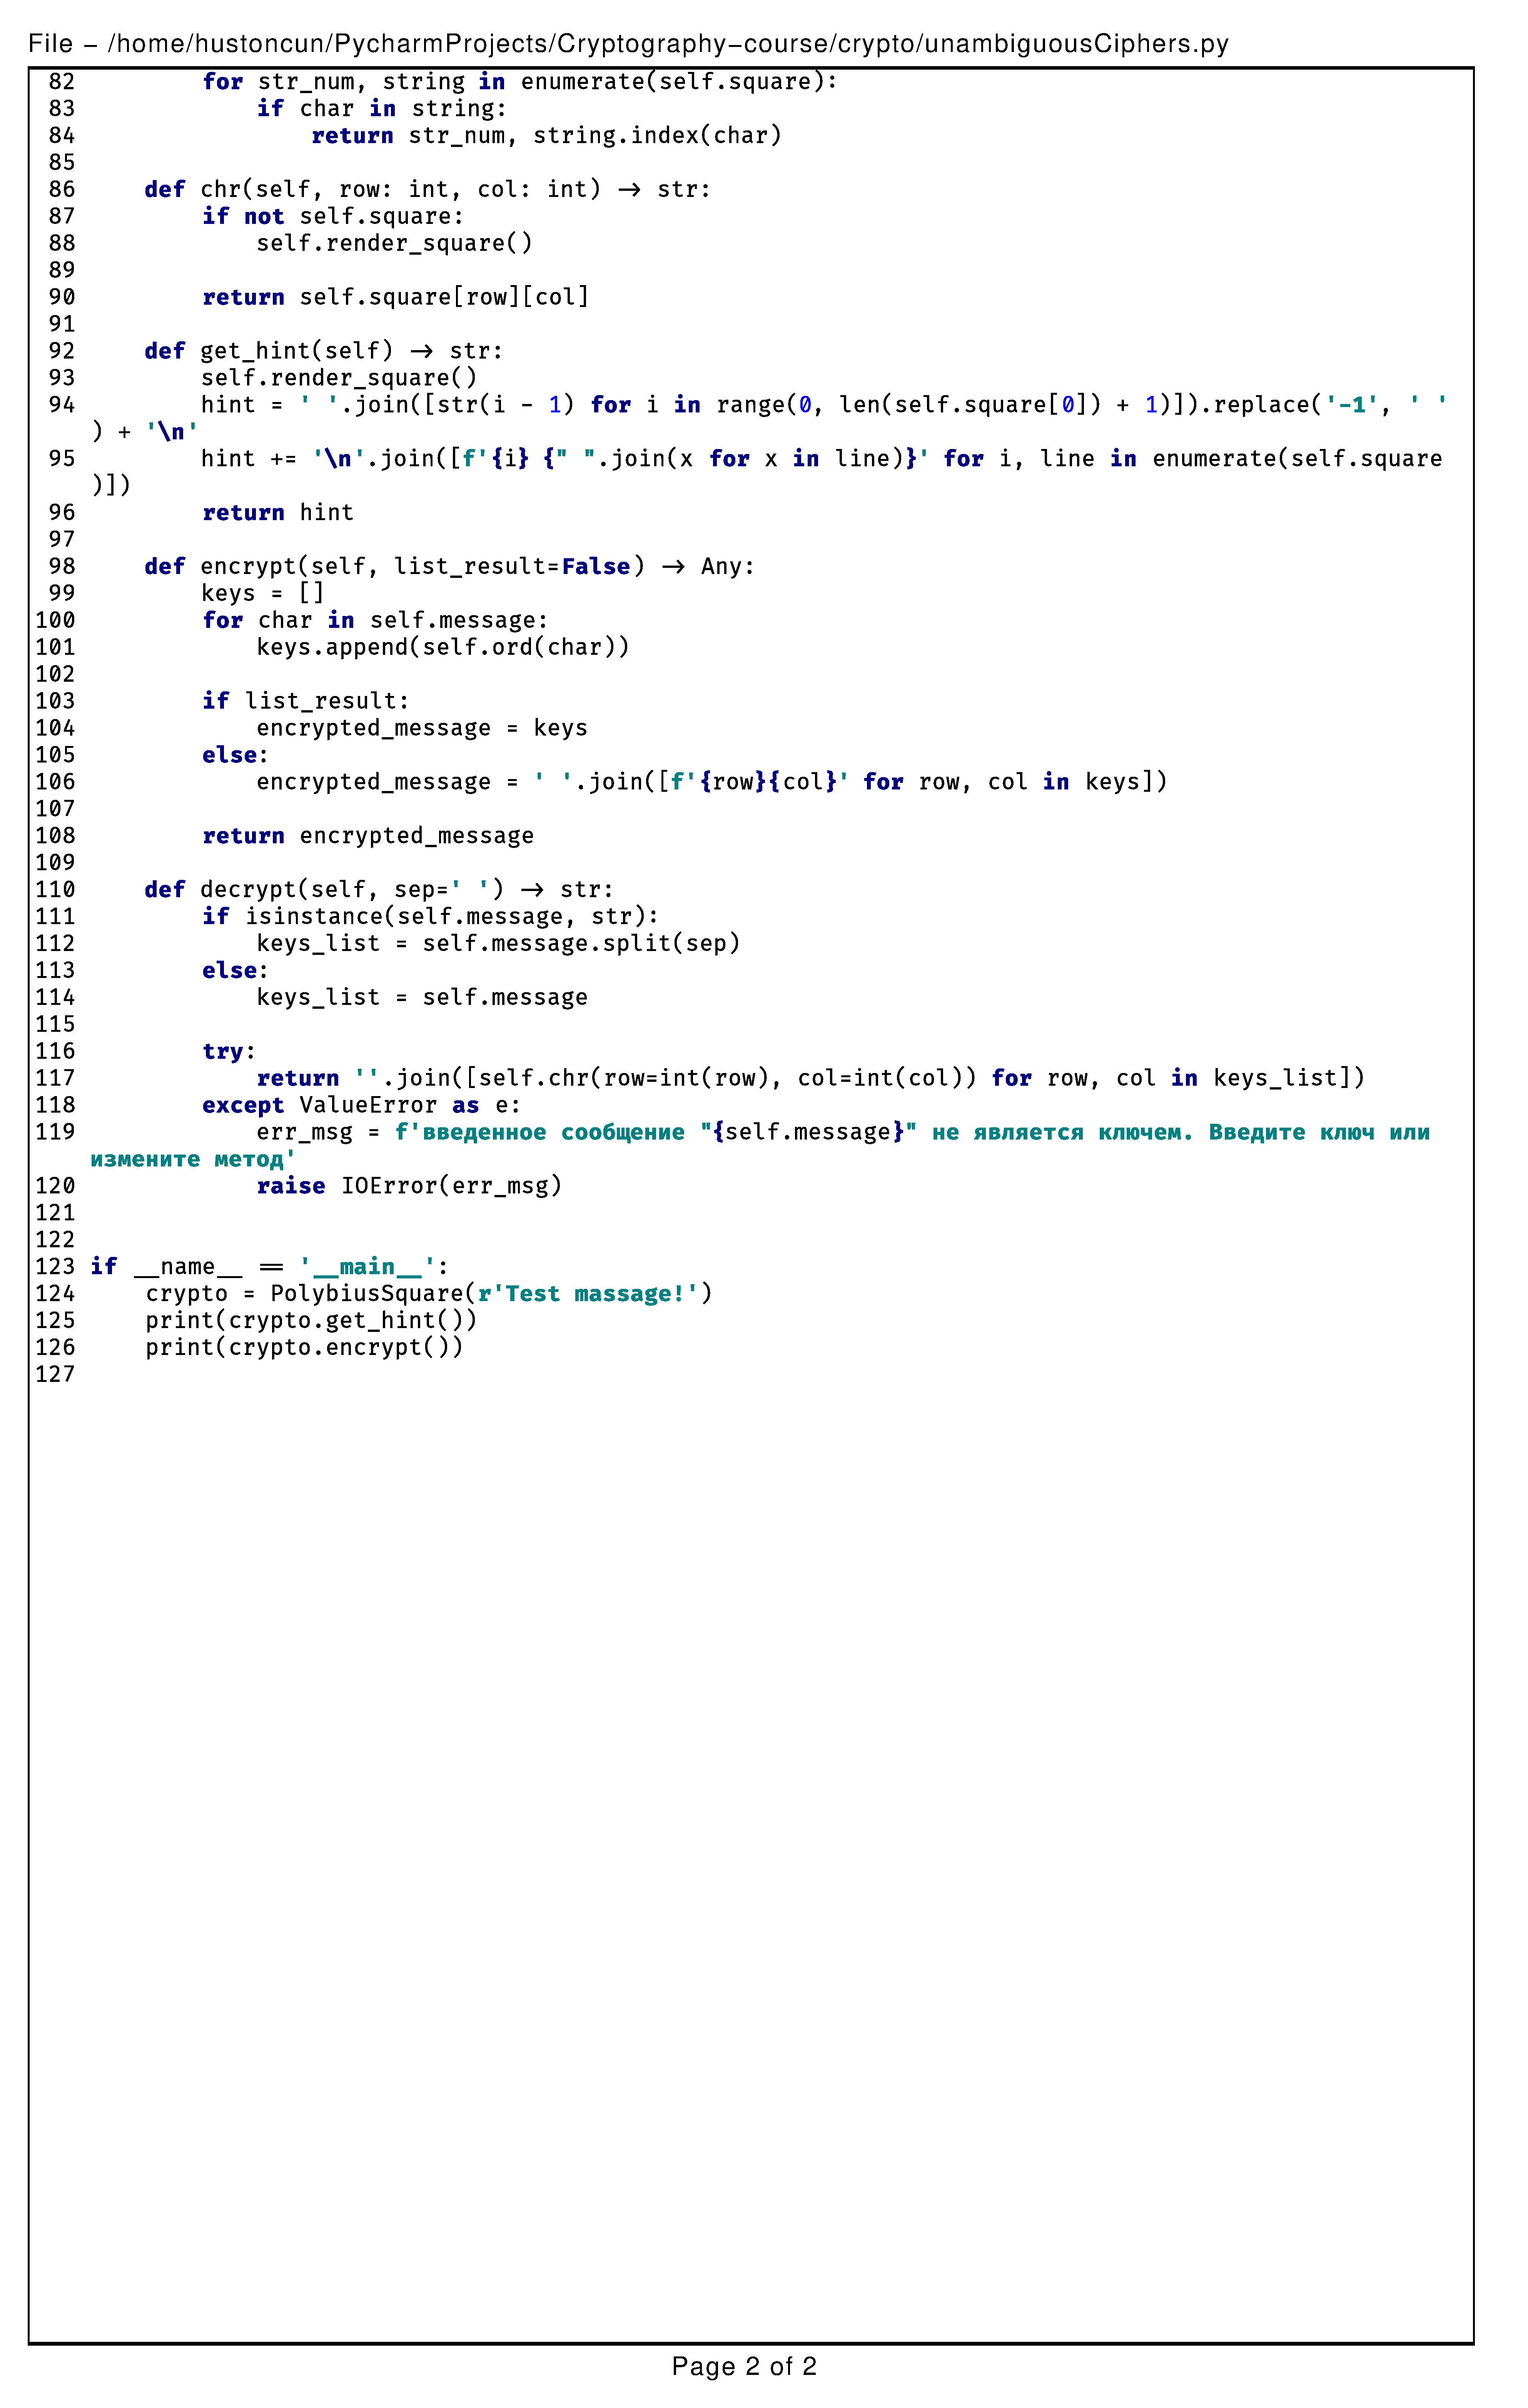 File – /home/hustoncun/PycharmProjects/Cryptography–course/crypto/unambiguousCiphers.py
82         for str_num, string in enumerate(self.square):
83             if char in string:
84                 return str_num, string.index(char)
85
86     def chr(self, row: int, col: int) → str:
87         if not self.square:
88             self.render_square()
89
90         return self.square[row][col]
91
92     def get_hint(self) → str:
93         self.render_square()
94         hint = ' '.join([str(i - 1) for i in range(0, len(self.square[0]) + 1)]).replace('-1', ' '
) + '\n'
95         hint += '\n'.join([f'{i} {" ".join(x for x in line)}' for i, line in enumerate(self.square
)])
96         return hint
97
98     def encrypt(self, list_result=False) → Any:
99         keys = []
100         for char in self.message:
101             keys.append(self.ord(char))
102
103         if list_result:
104             encrypted_message = keys
105         else:
106             encrypted_message = ' '.join([f'{row}{col}' for row, col in keys])
107
108         return encrypted_message
109
110     def decrypt(self, sep=' ') → str:
111         if isinstance(self.message, str):
112             keys_list = self.message.split(sep)
113         else:
114             keys_list = self.message
115
116         try:
117             return ''.join([self.chr(row=int(row), col=int(col)) for row, col in keys_list])
118         except ValueError as e:
119             err_msg = f'введенное сообщение "{self.message}" не является ключем. Введите ключ или
измените метод'
120             raise IOError(err_msg)
121
122
123 if __name__ == '__main__':
124     crypto = PolybiusSquare(r'Test massage!')
125     print(crypto.get_hint())
126     print(crypto.encrypt())
127
Page 2 of 2